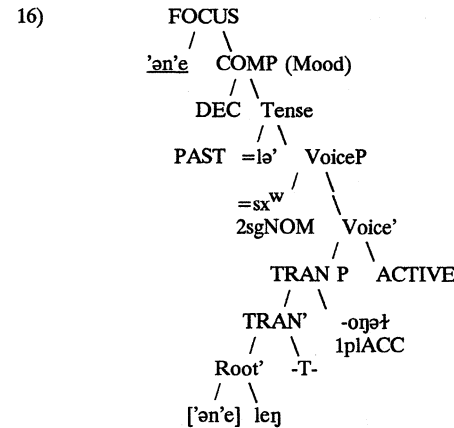 16) FOCUS
'ən'e COMP (Mood)
DEC Tense
PAST =lə' VoiceP
=sxʷ
2sgNOM Voice'
TRAN P ACTIVE
TRAN' -oŋəɬ
1plACC
Root' -T-
['ən'e] leŋ